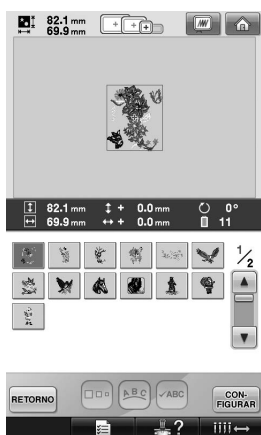 82.1 mm
69.9 mm
82.1 mm + 0.0 mm 0°
69.9 mm + 0.0 mm 11
1/2
RETORNO
ABC
✓ABC
CON-
FIGURAR
?